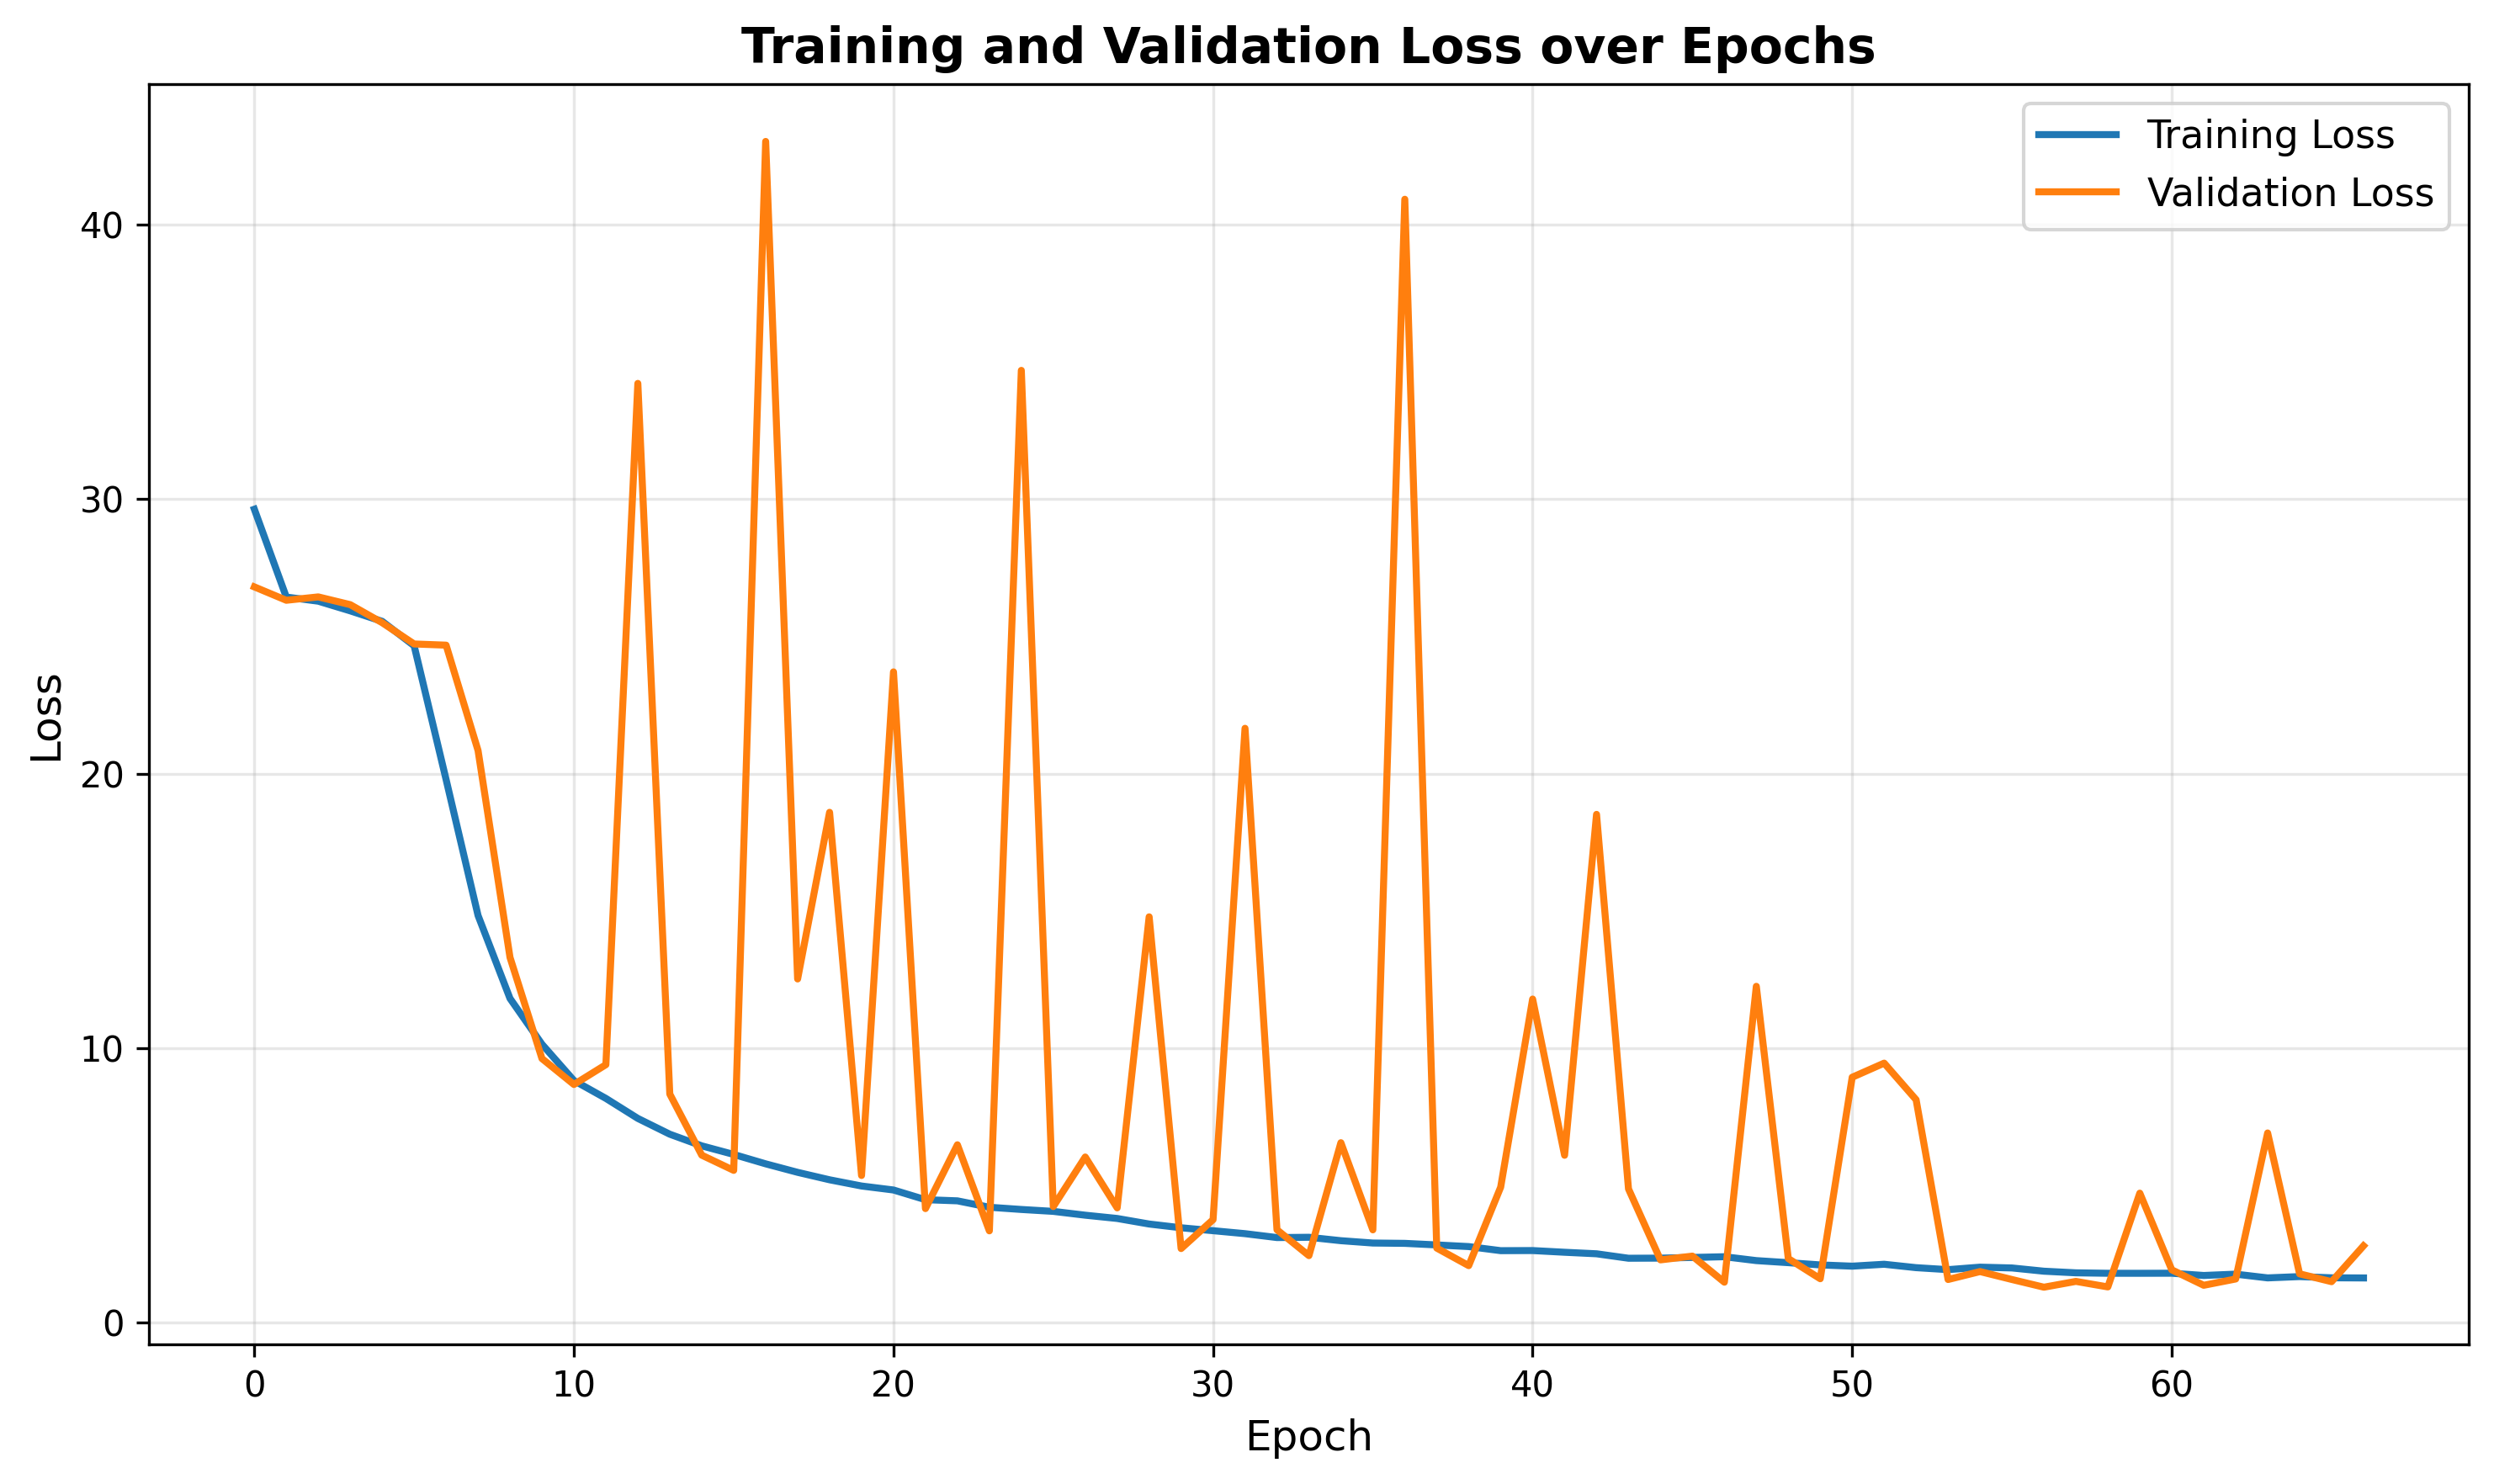 Training and Validation Loss over Epochs
Training Loss
Validation Loss
40
30
20
10
0
Loss
0 10 20 30 40 50 60
Epoch